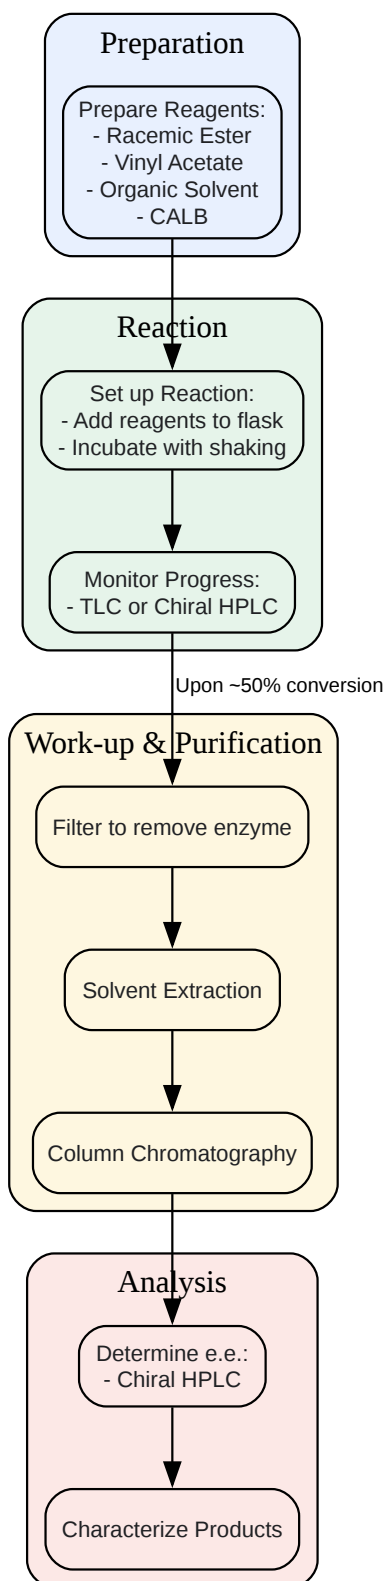 Preparation
Prepare Reagents:
- Racemic Ester
- Vinyl Acetate
- Organic Solvent
- CALB
Reaction
Set up Reaction:
- Add reagents to flask
- Incubate with shaking
Monitor Progress:
- TLC or Chiral HPLC
Upon ~50% conversion
Work-up & Purification
Filter to remove enzyme
Solvent Extraction
Column Chromatography
Analysis
Determine e.e.:
- Chiral HPLC
Characterize Products